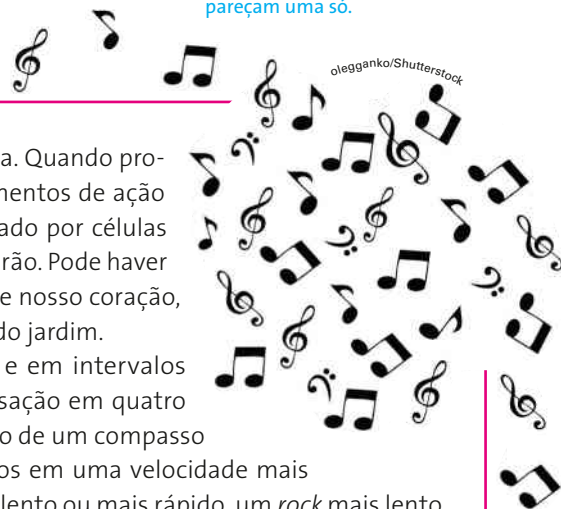 pareçam uma só.
olegganko/Shutterstock
a. Quando pro-
mentos de ação
ado por células
rão. Pode haver
e nosso coração,
do jardim.
e em intervalos
sação em quatro
o de um compasso
os em uma velocidade mais
lento ou mais rápido, um rock mais lento